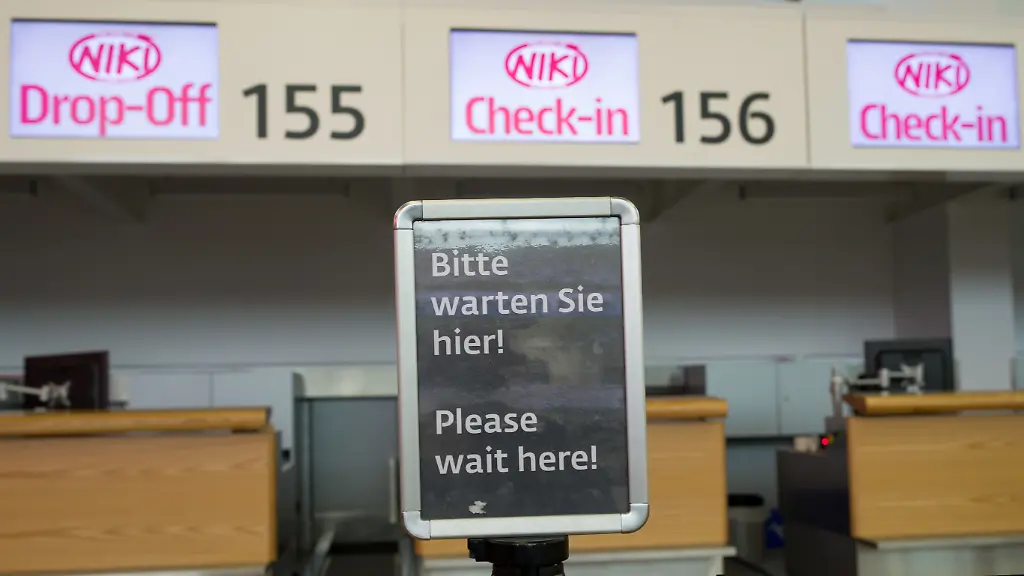 NIKI
Drop-Off
155
NIKI
Check-in
156
NIKI
Check-in
Bitte
warten Sie
hier!
Please
wait here!